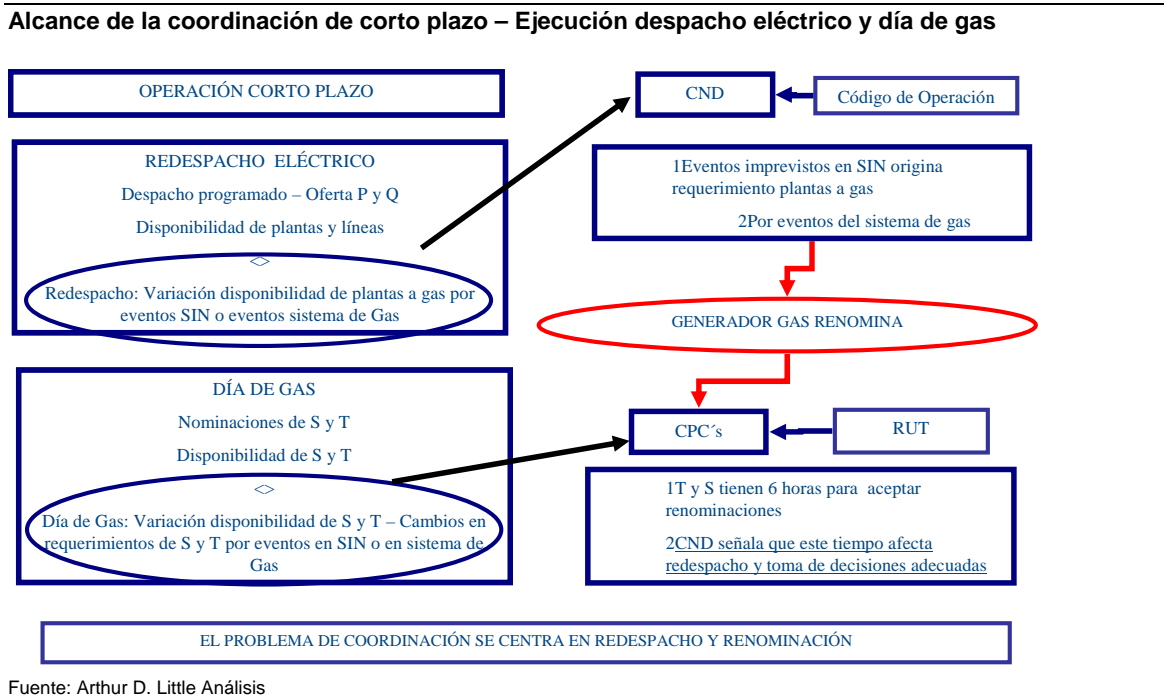 Alcance de la coordinación de corto plazo – Ejecución despacho eléctrico y día de gas
OPERACIÓN CORTO PLAZO
REDESPACHO ELÉCTRICO
Despacho programado – Oferta P y Q
Disponibilidad de plantas y líneas
<>
Redespacho: Variación disponibilidad de plantas a gas por
eventos SIN o eventos sistema de Gas
DÍA DE GAS
Nominaciones de S y T
Disponibilidad de S y T
<>
Día de Gas: Variación disponibilidad de S y T – Cambios en
requerimientos de S y T por eventos en SIN o en sistema de
Gas
CND
Código de Operación
1Eventos imprevistos en SIN origina
requerimiento plantas a gas
2Por eventos del sistema de gas
GENERADOR GAS RENOMINA
CPC´s
RUT
1T y S tienen 6 horas para aceptar
renominaciones
2CND señala que este tiempo afecta
redespacho y toma de decisiones adecuadas
EL PROBLEMA DE COORDINACIÓN SE CENTRA EN REDESPACHO Y RENOMINACIÓN
Fuente: Arthur D. Little Análisis